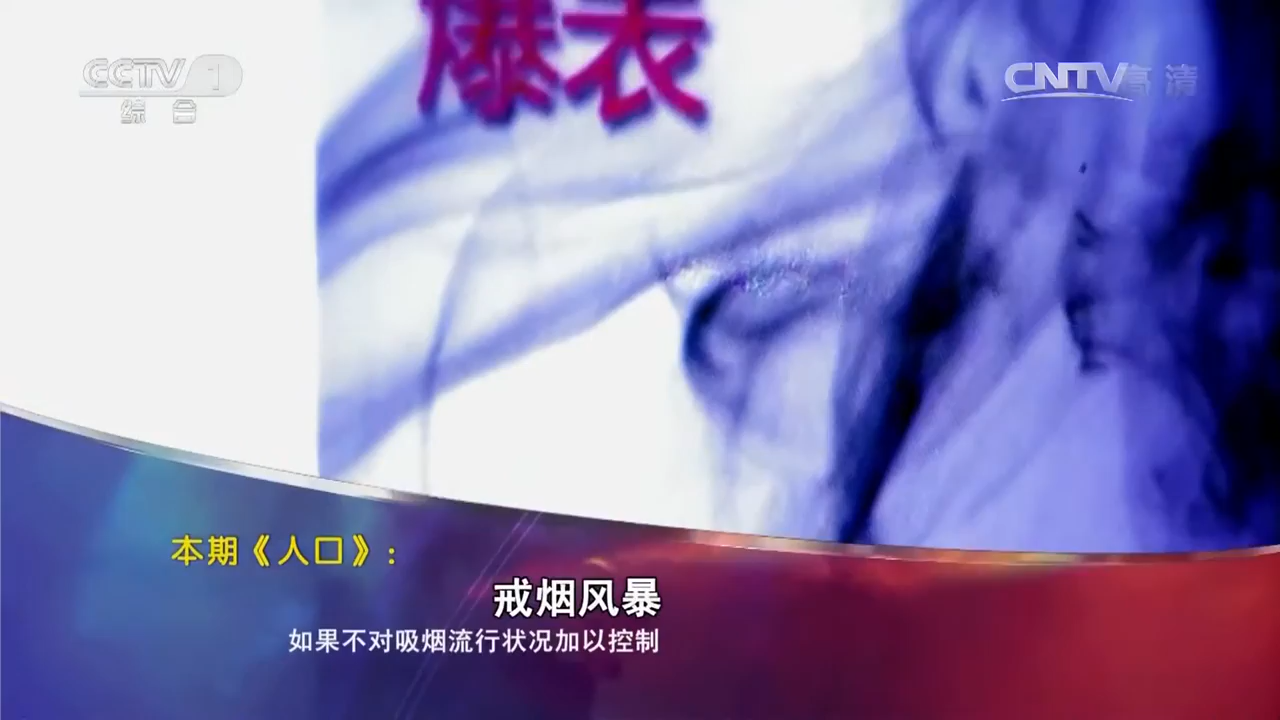 爆表
CCTV 1
综合
CNTV高清
本期《人口》:
戒烟风暴
如果不对吸烟流行状况加以控制